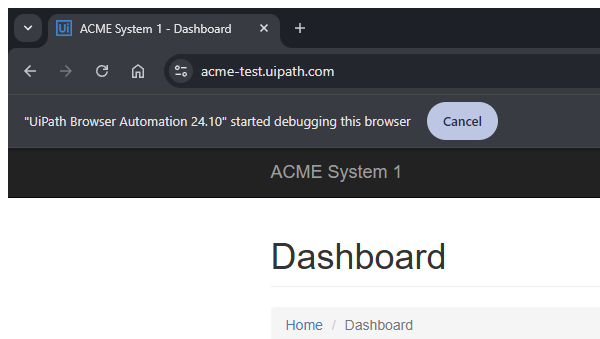 Ui ACME System 1 - Dashboard
acme-test.uipath.com
"UiPath Browser Automation 24.10" started debugging this browser Cancel
ACME System 1
Dashboard
Home / Dashboard